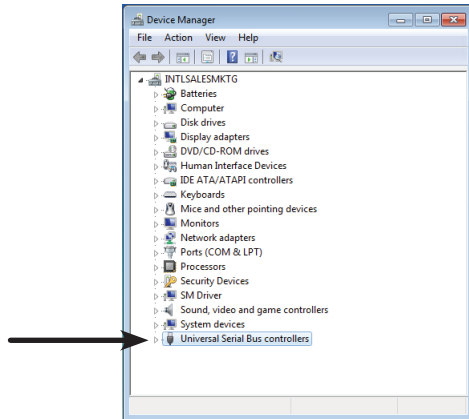 Device Manager
File Action View Help
INTLSALESMKTG
Batteries
Computer
Disk drives
Display adapters
DVD/CD-ROM drives
Human Interface Devices
IDE ATA/ATAPI controllers
Keyboards
Mice and other pointing devices
Monitors
Network adapters
Ports (COM & LPT)
Processors
Security Devices
SM Driver
Sound, video and game controllers
System devices
Universal Serial Bus controllers